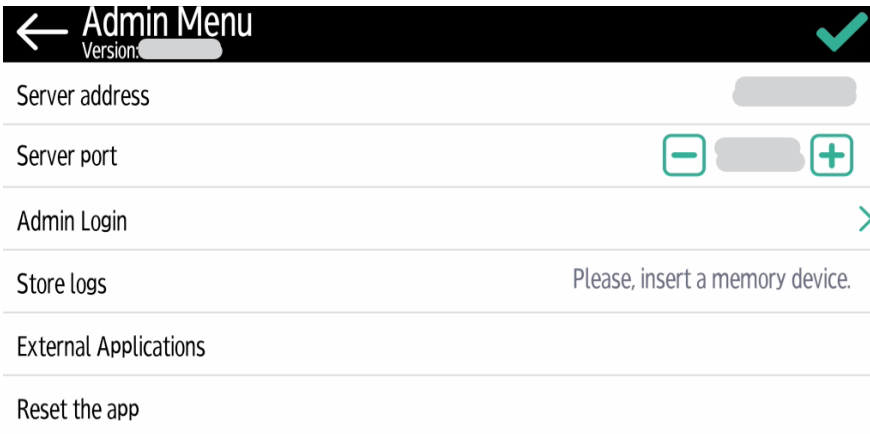 Admin Menu
Version:
Server address
Server port
Admin Login
Store logs
Please, insert a memory device.
External Applications
Reset the app